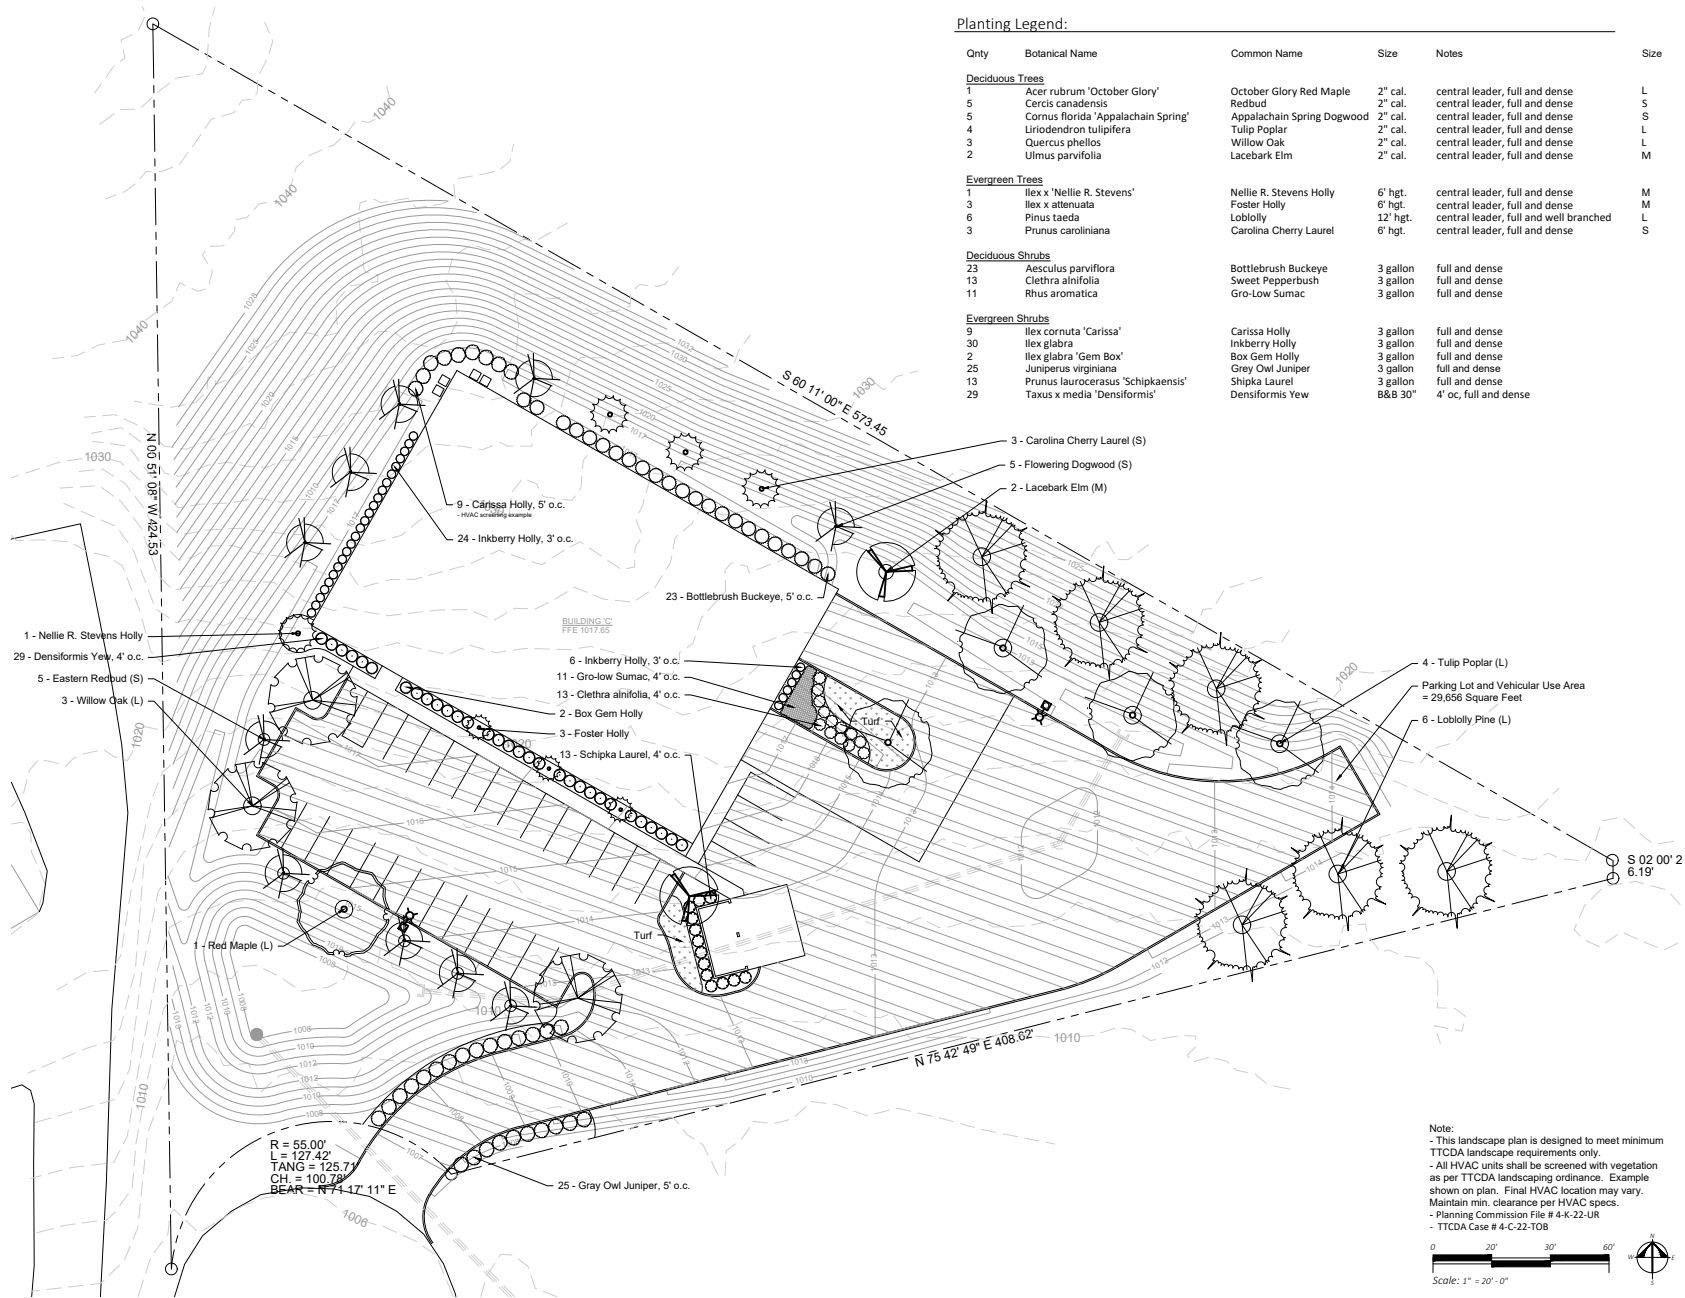 Planting Legend:
Qnty Botanical Name Common Name Size Notes Size
Deciduous Trees
1 Acer rubrum 'October Glory' October Glory Red Maple 2" cal. central leader, full and dense L
5 Cercis canadensis Redbud 2" cal. central leader, full and dense S
5 Cornus florida 'Appalachain Spring' Appalachain Spring Dogwood 2" cal. central leader, full and dense S
4 Liriodendron tulipifera Tulip Poplar 2" cal. central leader, full and dense L
3 Quercus phellos Willow Oak 2" cal. central leader, full and dense L
2 Ulmus parvifolia Lacebark Elm 2" cal. central leader, full and dense M
Evergreen Trees
1 Ilex x 'Nellie R. Stevens' Nellie R. Stevens Holly 6' hgt. central leader, full and dense M
3 Ilex x attenuata Foster Holly 6' hgt. central leader, full and dense M
6 Pinus taeda Loblolly 12' hgt. central leader, full and well branched L
3 Prunus caroliniana Carolina Cherry Laurel 6' hgt. central leader, full and dense S
Deciduous Shrubs
23 Aesculus parviflora Bottlebrush Buckeye 3 gallon full and dense
13 Clethra alnifolia Sweet Pepperbush 3 gallon full and dense
11 Rhus aromatica Gro-Low Sumac 3 gallon full and dense
Evergreen Shrubs
9 Ilex cornuta 'Carissa' Carissa Holly 3 gallon full and dense
30 Ilex glabra Inkberry Holly 3 gallon full and dense
2 Ilex glabra 'Gem Box' Box Gem Holly 3 gallon full and dense
25 Juniperus virginiana Grey Owl Juniper 3 gallon full and dense
13 Prunus laurocerasus 'Schipkaensis' Shipka Laurel 3 gallon full and dense
29 Taxus x media 'Densiformis' Densiformis Yew B&B 30" 4' oc, full and dense
1040
1040
1040
1030
1030
1020
1020
1010
1010
1006
S 60 11' 00" E 573.45
N 00 51' 08" W 424.53
3 - Carolina Cherry Laurel (S)
5 - Flowering Dogwood (S)
2 - Lacebark Elm (M)
9 - Carissa Holly, 5' o.c.
- HVAC screening example
24 - Inkberry Holly, 3' o.c.
23 - Bottlebrush Buckeye, 5' o.c.
BUILDING 'C'
FFE 1017.65
1 - Nellie R. Stevens Holly
29 - Densiformis Yew, 4' o.c.
5 - Eastern Redbud (S)
3 - Willow Oak (L)
6 - Inkberry Holly, 3' o.c.
11 - Gro-low Sumac, 4' o.c.
13 - Clethra alnifolia, 4' o.c.
2 - Box Gem Holly
3 - Foster Holly
13 - Schipka Laurel, 4' o.c.
Turf
4 - Tulip Poplar (L)
Parking Lot and Vehicular Use Area
= 29,656 Square Feet
6 - Loblolly Pine (L)
S 02 00' 2
6.19'
1 - Red Maple (L)
Turf
N 75 42' 49" E 408.62'
R = 55.00'
L = 127.42'
TANG = 125.71'
CH. = 100.78'
BEAR = N 71 17' 11" E
25 - Gray Owl Juniper, 5' o.c.
Note:
- This landscape plan is designed to meet minimum
TTCDA landscape requirements only.
- All HVAC units shall be screened with vegetation
as per TTCDA landscaping ordinance. Example
shown on plan. Final HVAC location may vary.
Maintain min. clearance per HVAC specs.
- Planning Commission File # 4-K-22-UR
- TTCDA Case # 4-C-22-TOB
0 20' 30' 60'
Scale: 1" = 20' - 0"
N
W E
S